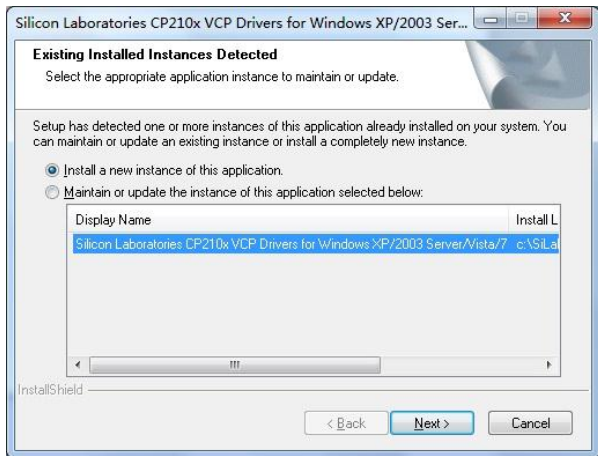 Silicon Laboratories CP210x VCP Drivers for Windows XP/2003 Ser...
Existing Installed Instances Detected
Select the appropriate application instance to maintain or update.
Setup has detected one or more instances of this application already installed on your system. You
can maintain or update an existing instance or install a completely new instance.
Install a new instance of this application.
Maintain or update the instance of this application selected below:
Display Name Install L
Silicon Laboratories CP210x VCP Drivers for Windows XP/2003 Server/Vista/7 c:\SiLal
InstallShield
< Back Next > Cancel